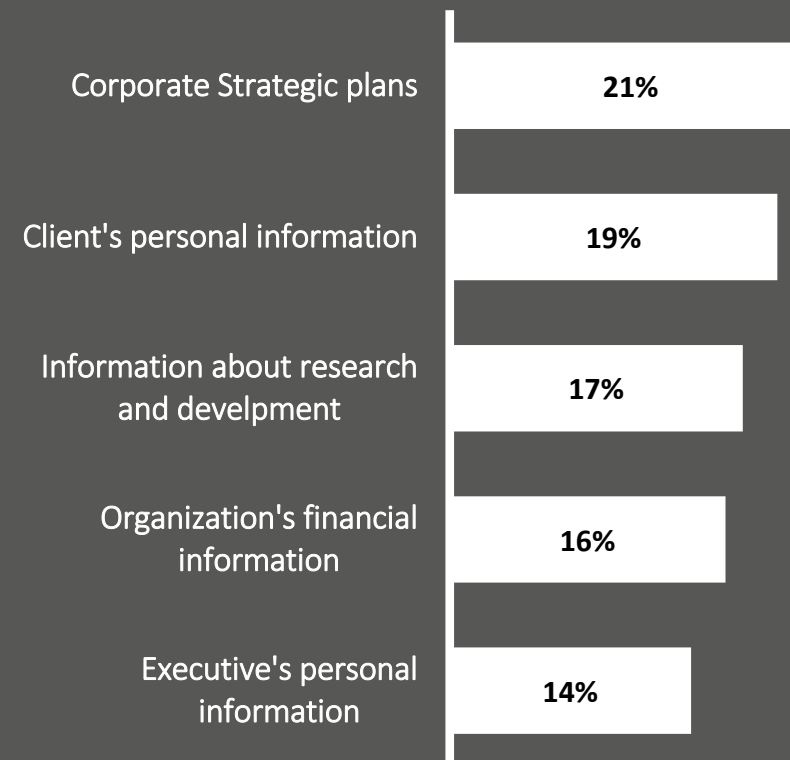 Corporate Strategic plans
21%
Client's personal information
19%
Information about research
and develpment
17%
Organization's financial
information
16%
Executive's personal
information
14%